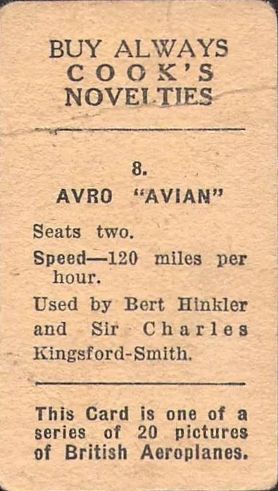 BUY ALWAYS
COOK'S
NOVELTIES
8.
AVRO "AVIAN"
Seats two.
Speed—120 miles per
hour.
Used by Bert Hinkler
and Sir Charles
Kingsford-Smith.
This Card is one of a
series of 20 pictures
of British Aeroplanes.